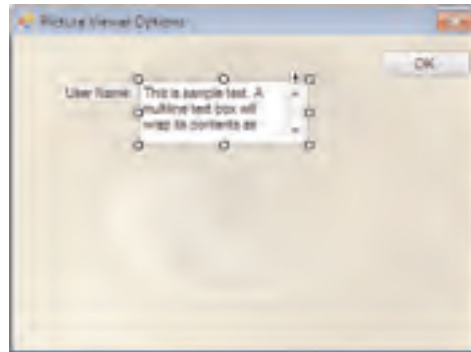 Picture Viewer Options
OK
User Name: This is sample text. A
multiline text box will
wrap its contents as